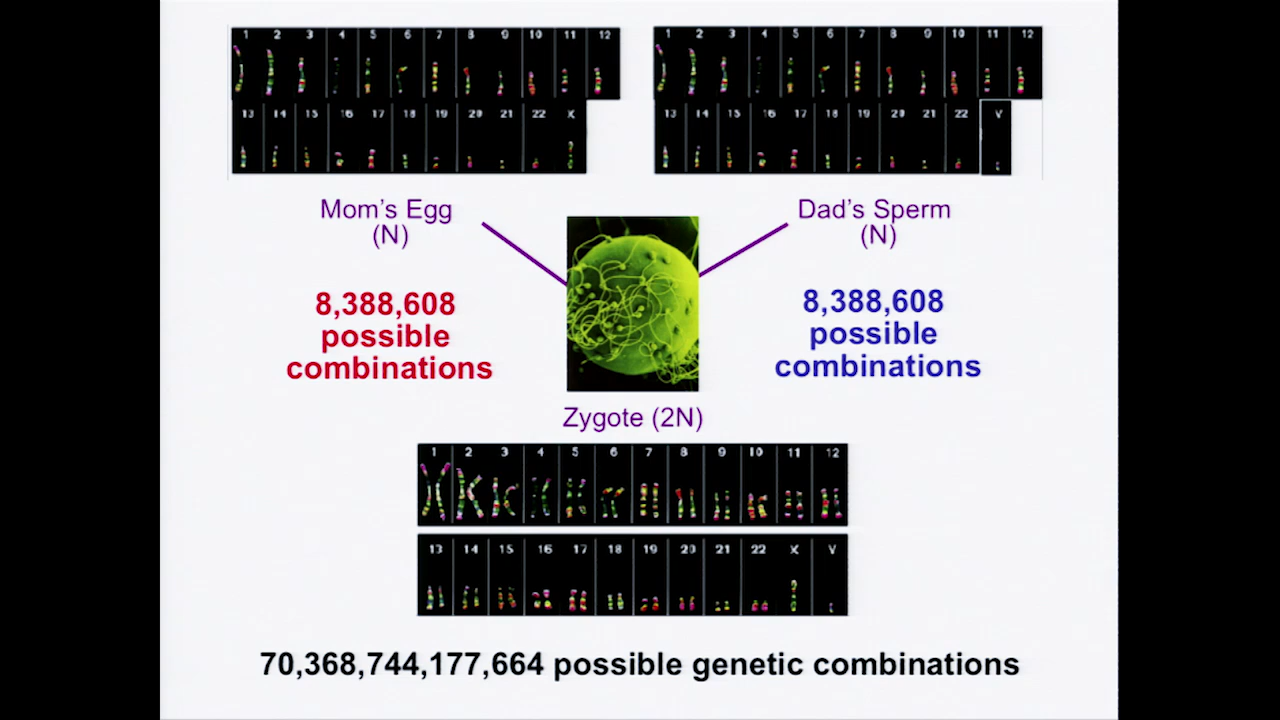 1 2 3 4 5 6 7 8 9 10 11 12
13 14 15 16 17 18 19 20 21 22 X
1 2 3 4 5 6 7 8 9 10 11 12
13 14 15 16 17 18 19 20 21 22 Y
Mom's Egg
(N)
Dad's Sperm
(N)
8,388,608
possible
combinations
8,388,608
possible
combinations
Zygote (2N)
1 2 3 4 5 6 7 8 9 10 11 12
13 14 15 16 17 18 19 20 21 22 X Y
70,368,744,177,664 possible genetic combinations